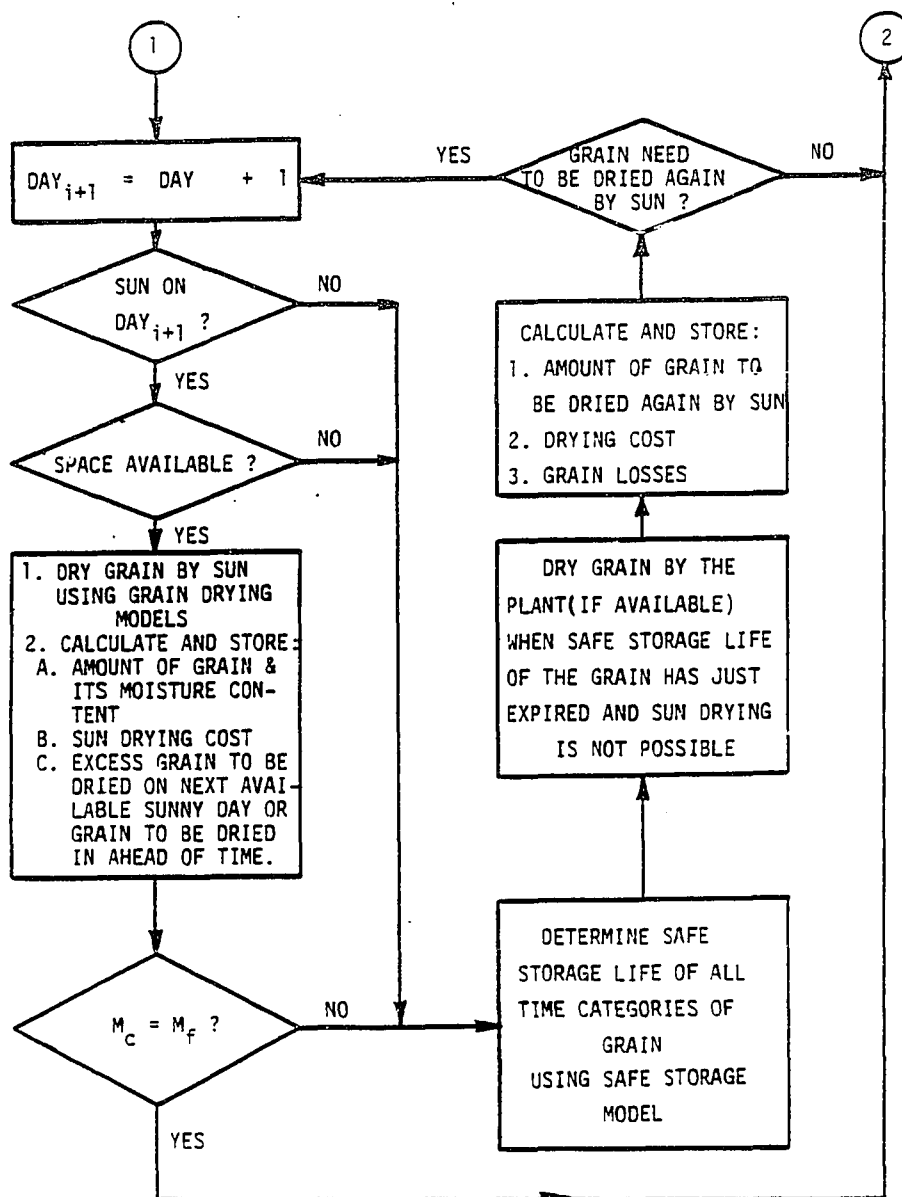 1
DAY_{i+1} = DAY + 1
SUN ON
DAY_{i+1} ?
NO
YES
SPACE AVAILABLE ?
NO
YES
1. DRY GRAIN BY SUN
USING GRAIN DRYING
MODELS
2. CALCULATE AND STORE:
A. AMOUNT OF GRAIN &
ITS MOISTURE CON-
TENT
B. SUN DRYING COST
C. EXCESS GRAIN TO BE
DRIED ON NEXT AVAI-
LABLE SUNNY DAY OR
GRAIN TO BE DRIED
IN AHEAD OF TIME.
M_c = M_f ?
NO
YES
DETERMINE SAFE
STORAGE LIFE OF ALL
TIME CATEGORIES OF
GRAIN
USING SAFE STORAGE
MODEL
DRY GRAIN BY THE
PLANT(IF AVAILABLE)
WHEN SAFE STORAGE LIFE
OF THE GRAIN HAS JUST
EXPIRED AND SUN DRYING
IS NOT POSSIBLE
CALCULATE AND STORE:
1. AMOUNT OF GRAIN TO
BE DRIED AGAIN BY SUN
2. DRYING COST
3. GRAIN LOSSES
GRAIN NEED
TO BE DRIED AGAIN
BY SUN ?
YES
NO
2